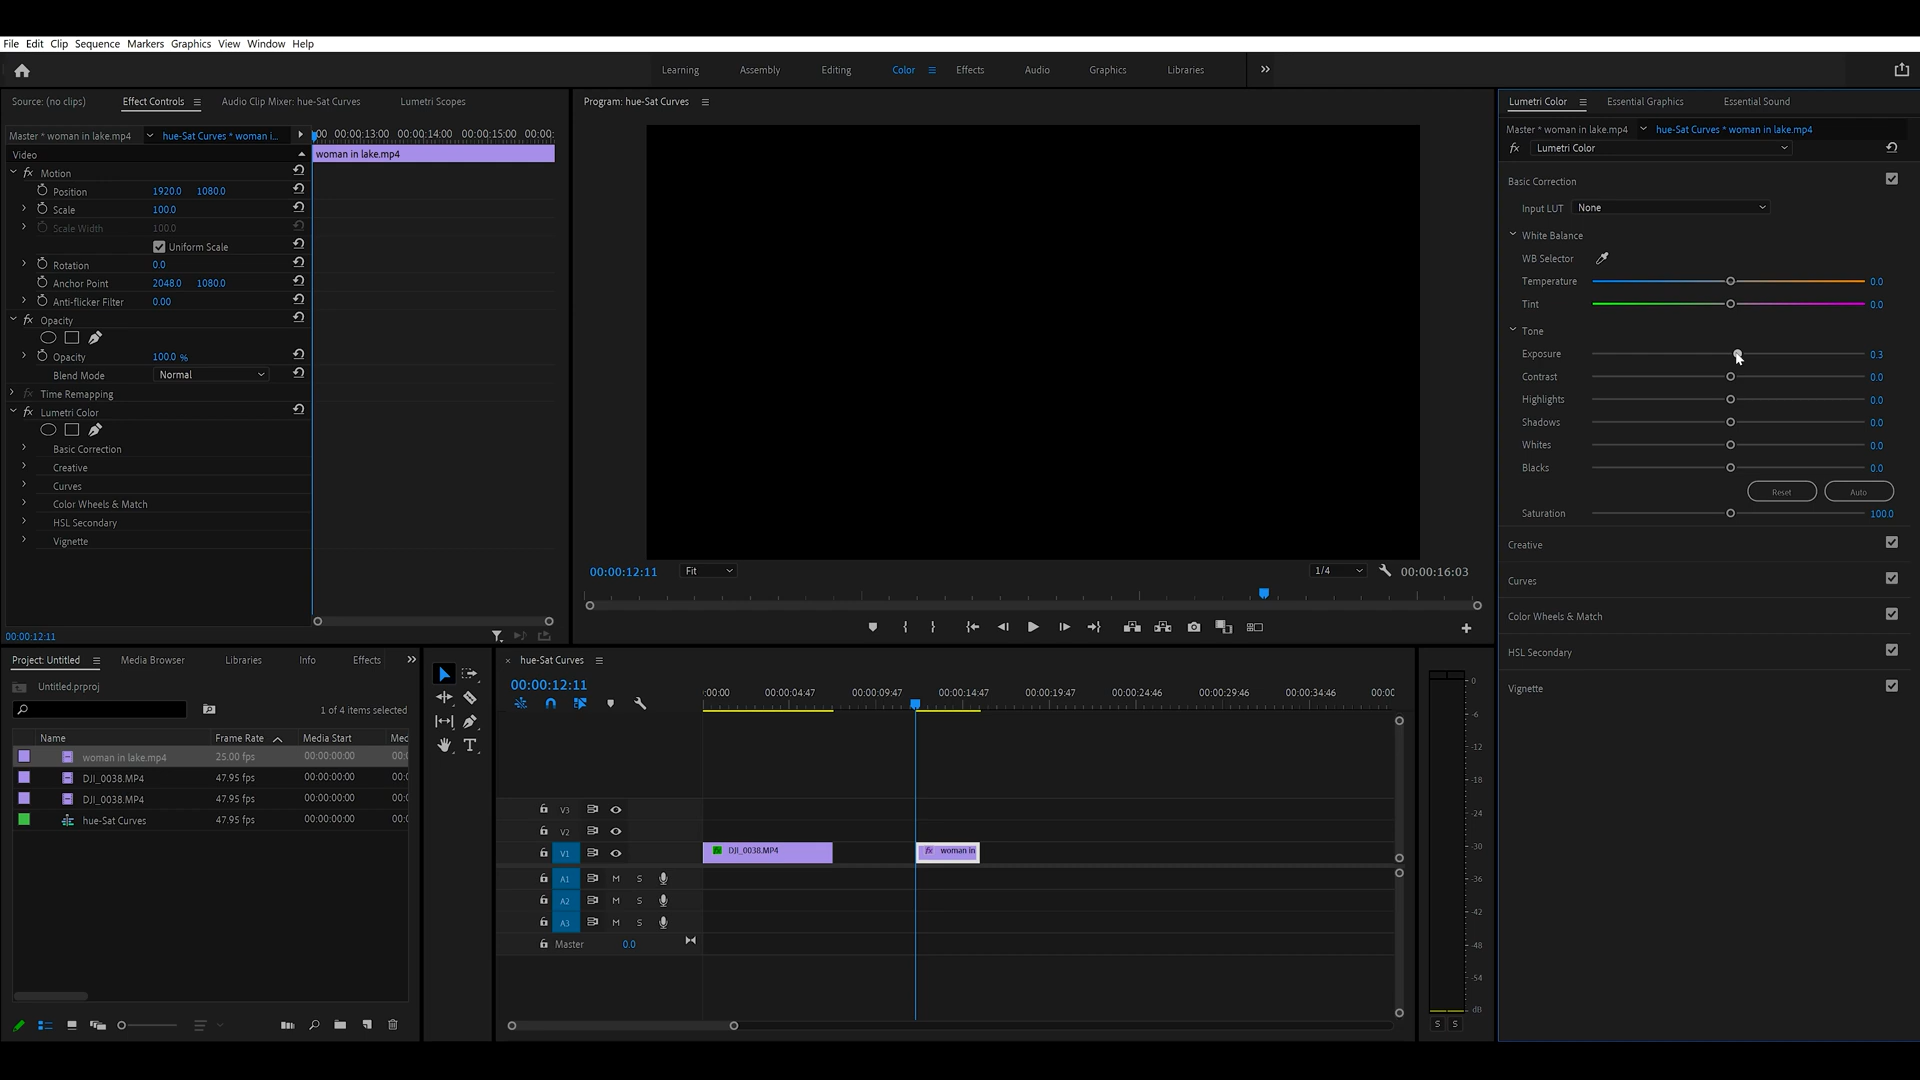 File Edit Clip Sequence Markers Graphics View Window Help
Learning Assembly Editing Color Effects Audio Graphics Libraries
Source: (no clips) Effect Controls Audio Clip Mixer: hue-Sat Curves Lumetri Scopes
Master * woman in lake.mp4 hue-Sat Curves * woman i...
:00 00:00:13:00 00:00:14:00 00:00:15:00 00:00:
Video
woman in lake.mp4
fx Motion
Position 1920.0 1080.0
Scale 100.0
Scale Width 100.0
Uniform Scale
Rotation 0.0
Anchor Point 2048.0 1080.0
Anti-flicker Filter 0.00
fx Opacity
Opacity 100.0 %
Blend Mode Normal
fx Time Remapping
fx Lumetri Color
Basic Correction
Creative
Curves
Color Wheels & Match
HSL Secondary
Vignette
00:00:12:11
Program: hue-Sat Curves
00:00:12:11 Fit 1/4 00:00:16:03
Lumetri Color Essential Graphics Essential Sound
Master * woman in lake.mp4 hue-Sat Curves * woman in lake.mp4
fx Lumetri Color
Basic Correction
Input LUT None
White Balance
WB Selector
Temperature 0.0
Tint 0.0
Tone
Exposure 0.3
Contrast 0.0
Highlights 0.0
Shadows 0.0
Whites 0.0
Blacks 0.0
Reset Auto
Saturation 100.0
Creative
Curves
Color Wheels & Match
HSL Secondary
Vignette
Project: Untitled Media Browser Libraries Info Effects
Untitled.prproj
1 of 4 items selected
Name Frame Rate Media Start Mec
woman in lake.mp4 25.00 fps 00:00:00:00 00:(
DJI_0038.MP4 47.95 fps 00:00:00:00 00:(
DJI_0038.MP4 47.95 fps 00:00:00:00 00:(
hue-Sat Curves 47.95 fps 00:00:00:00 00:(
× hue-Sat Curves
00:00:12:11
:00:00 00:00:04:47 00:00:09:47 00:00:14:47 00:00:19:47 00:00:24:46 00:00:29:46 00:00:34:46 00:00
V3
V2
V1 fx DJI_0038.MP4 fx woman in
A1 M S
A2 M S
A3 M S
Master 0.0
0
-6
-12
-18
-24
-30
-36
-42
-48
-54
dB
S S